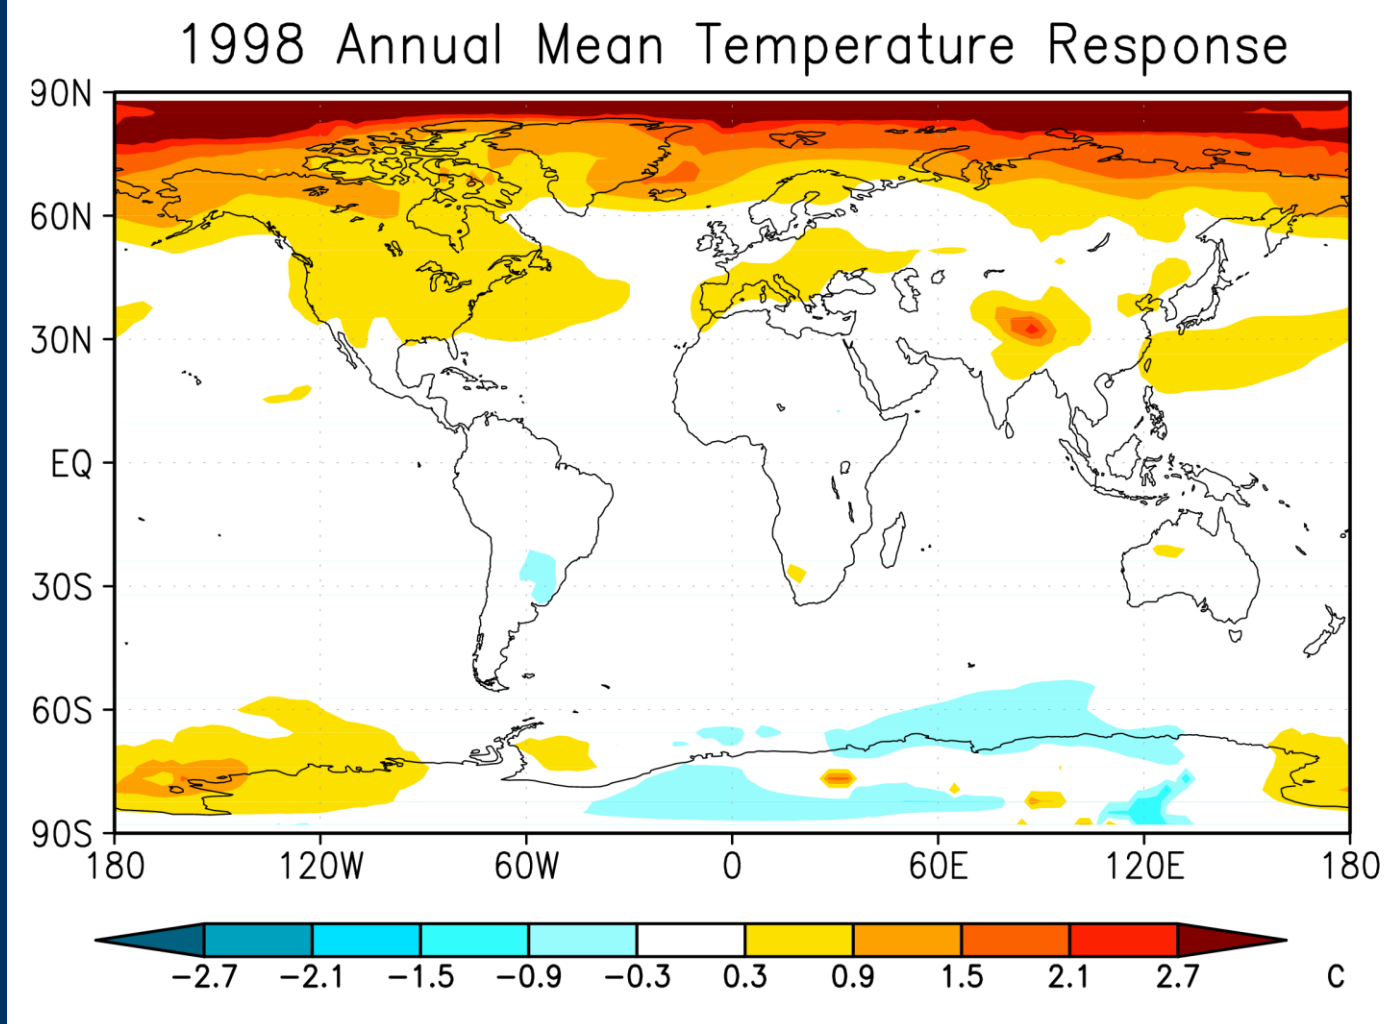 1998 Annual Mean Temperature Response
90N
60N
30N
EQ
30S
60S
90S
180 120W 60W 0 60E 120E 180
−2.7 −2.1 −1.5 −0.9 −0.3 0.3 0.9 1.5 2.1 2.7 C